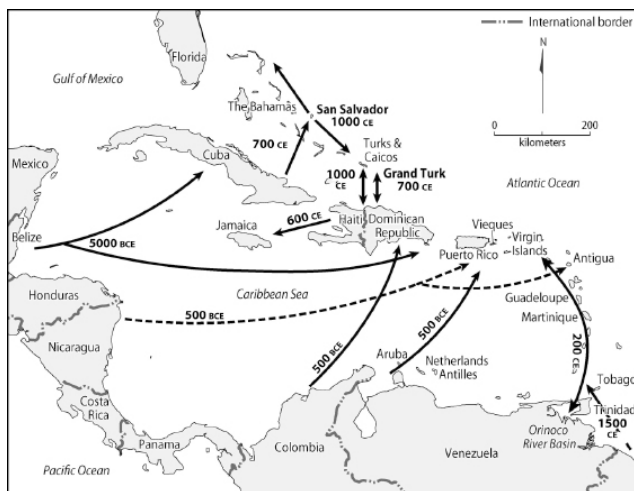 International border
Florida
N
Gulf of Mexico
The Bahamas
San Salvador
1000 CE
0
200
kilometers
700 CE
Turks &
Caicos
Cuba
Mexico
1000
CE
Grand Turk
700 CE
Atlantic Ocean
Jamaica
600 CE
Haiti
Dominican
Republic
Vieques
Belize
5000 BCE
Puerto Rico
Virgin
Islands
Antigua
Honduras
Caribbean Sea
Guadeloupe
500 BCE
Martinique
Nicaragua
500 BCE
500 BCE
Aruba
Netherlands
Antilles
200 CE
Tobago
Costa
Rica
Trinidad
1500
CE
Panama
Orinoco
River Basin
Colombia
Venezuela
Pacific Ocean